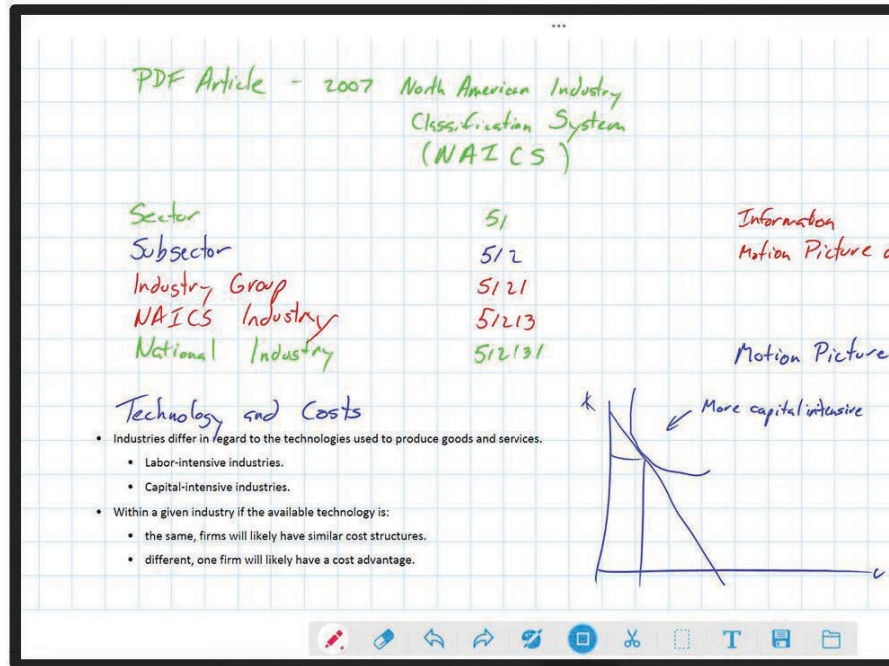 PDF Article - 2007 North American Industry
Classification System
(NAICS)
Sector 51 Information
Subsector 512 Motion Picture
Industry Group 5121
NAICS Industry 51213
National Industry 512131 Motion Picture
Technology and Costs
K
More capital intensive
• Industries differ in regard to the technologies used to produce goods and services.
• Labor-intensive industries.
• Capital-intensive industries.
• Within a given industry if the available technology is:
• the same, firms will likely have similar cost structures.
• different, one firm will likely have a cost advantage.
T